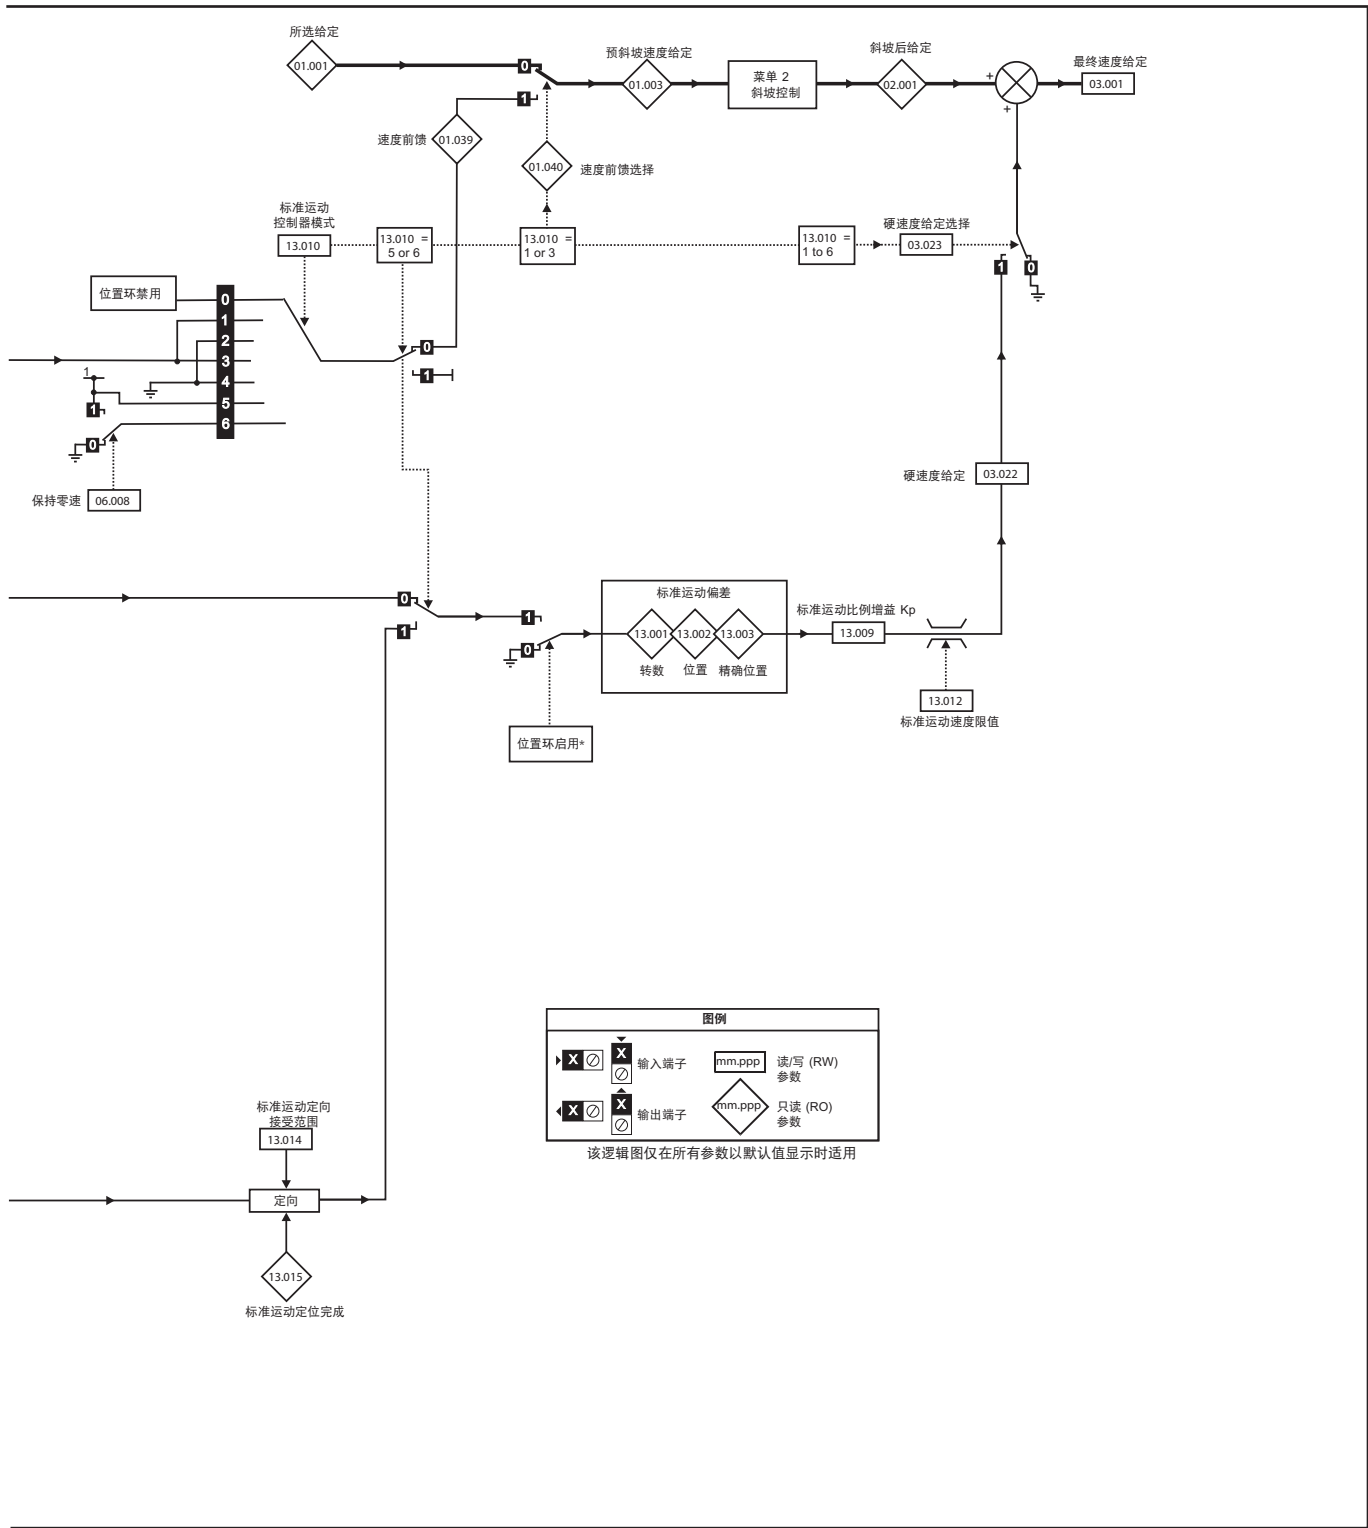 所选给定
01.001
0
1
预斜坡速度给定
01.003
菜单 2
斜坡控制
斜坡后给定
02.001
+
+
最终速度给定
03.001
速度前馈
01.039
01.040
速度前馈选择
标准运动
控制器模式
13.010
13.010 =
5 or 6
13.010 =
1 or 3
13.010 =
1 to 6
硬速度给定选择
03.023
1
0
位置环禁用
0
1
2
3
4
5
6
0
1
1
1
0
保持零速
06.008
硬速度给定
03.022
0
1
1
0
位置环启用*
标准运动偏差
13.001
13.002
13.003
转数
位置
精确位置
标准运动比例增益 Kp
13.009
13.012
标准运动速度限值
图例
X
X
输入端子
mm.ppp
读/写 (RW)
参数
X
X
输出端子
mm.ppp
只读 (RO)
参数
该逻辑图仅在所有参数以默认值显示时适用
标准运动定向
接受范围
13.014
定向
13.015
标准运动定位完成